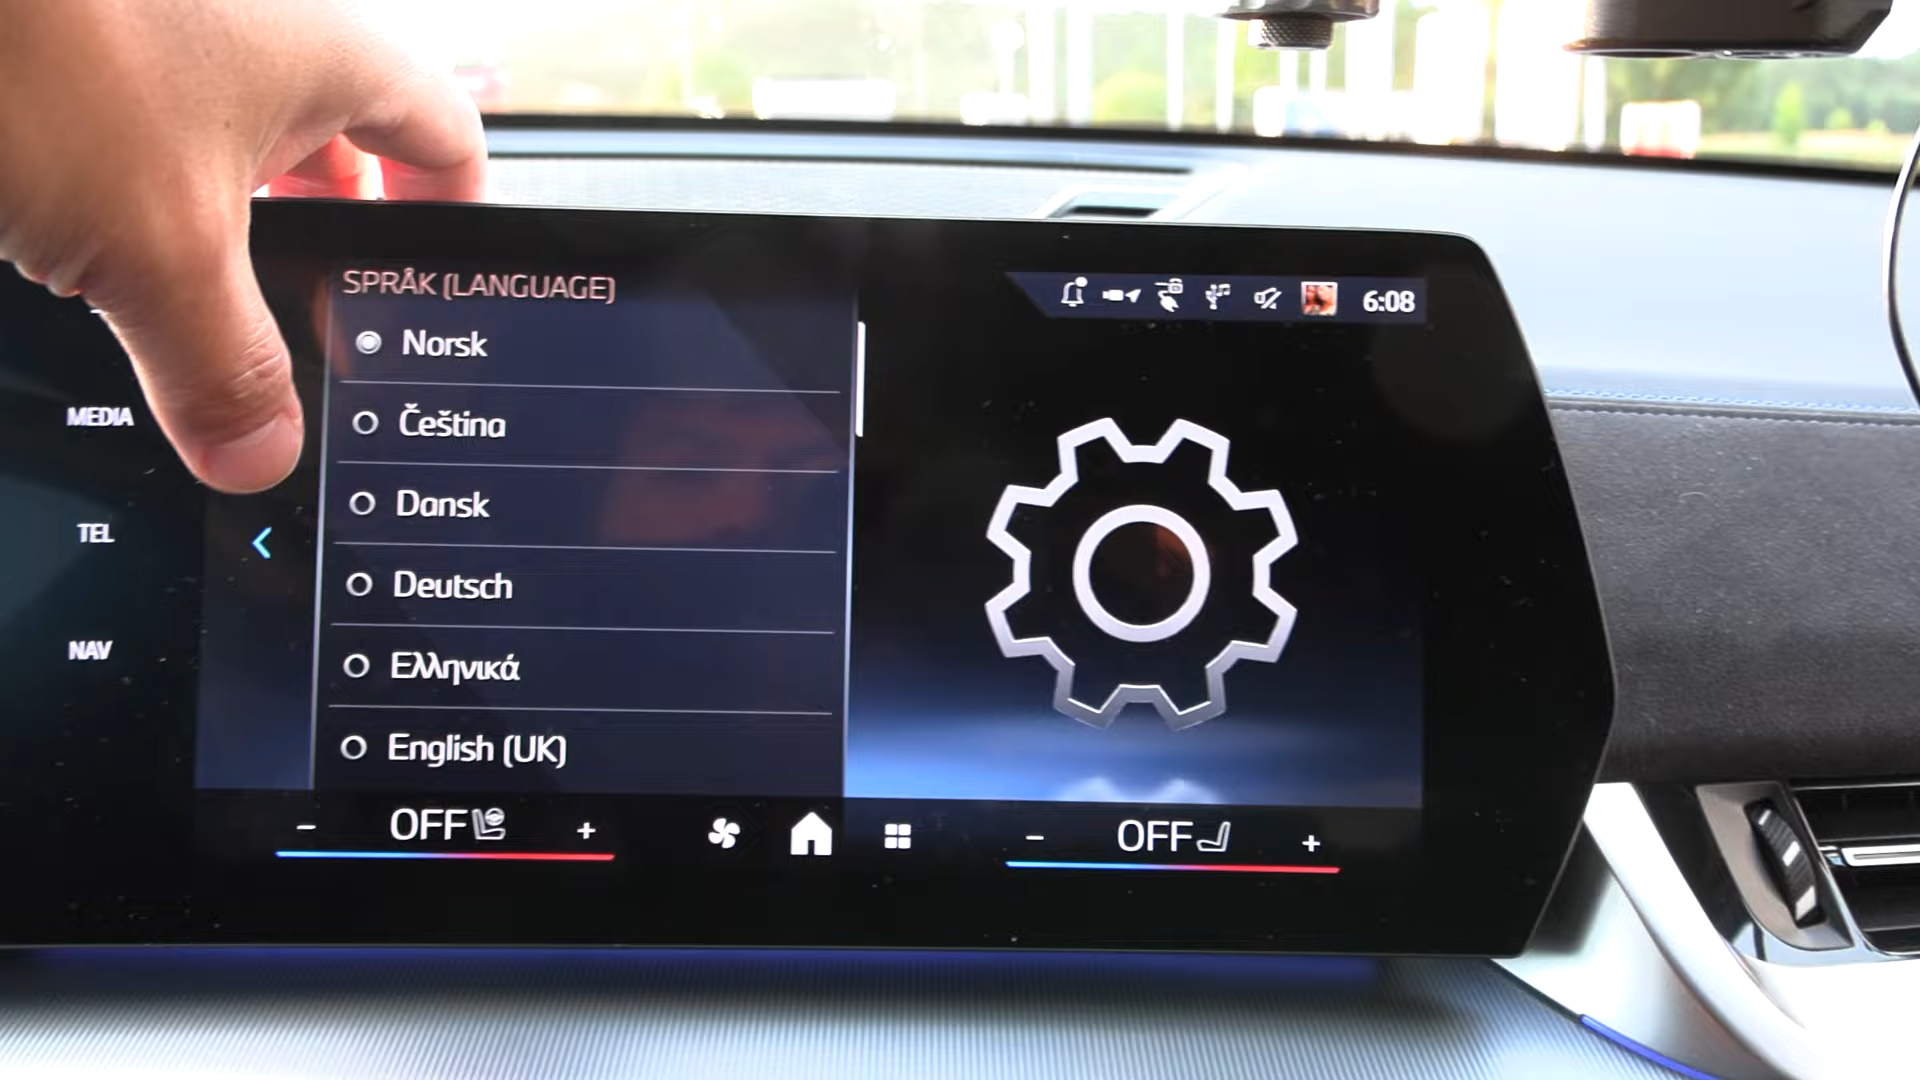 SPRÅK (LANGUAGE)
6:08
Norsk
Čeština
Dansk
Deutsch
Ελληνικά
English (UK)
MEDIA
TEL
NAV
- OFF +
- OFF +